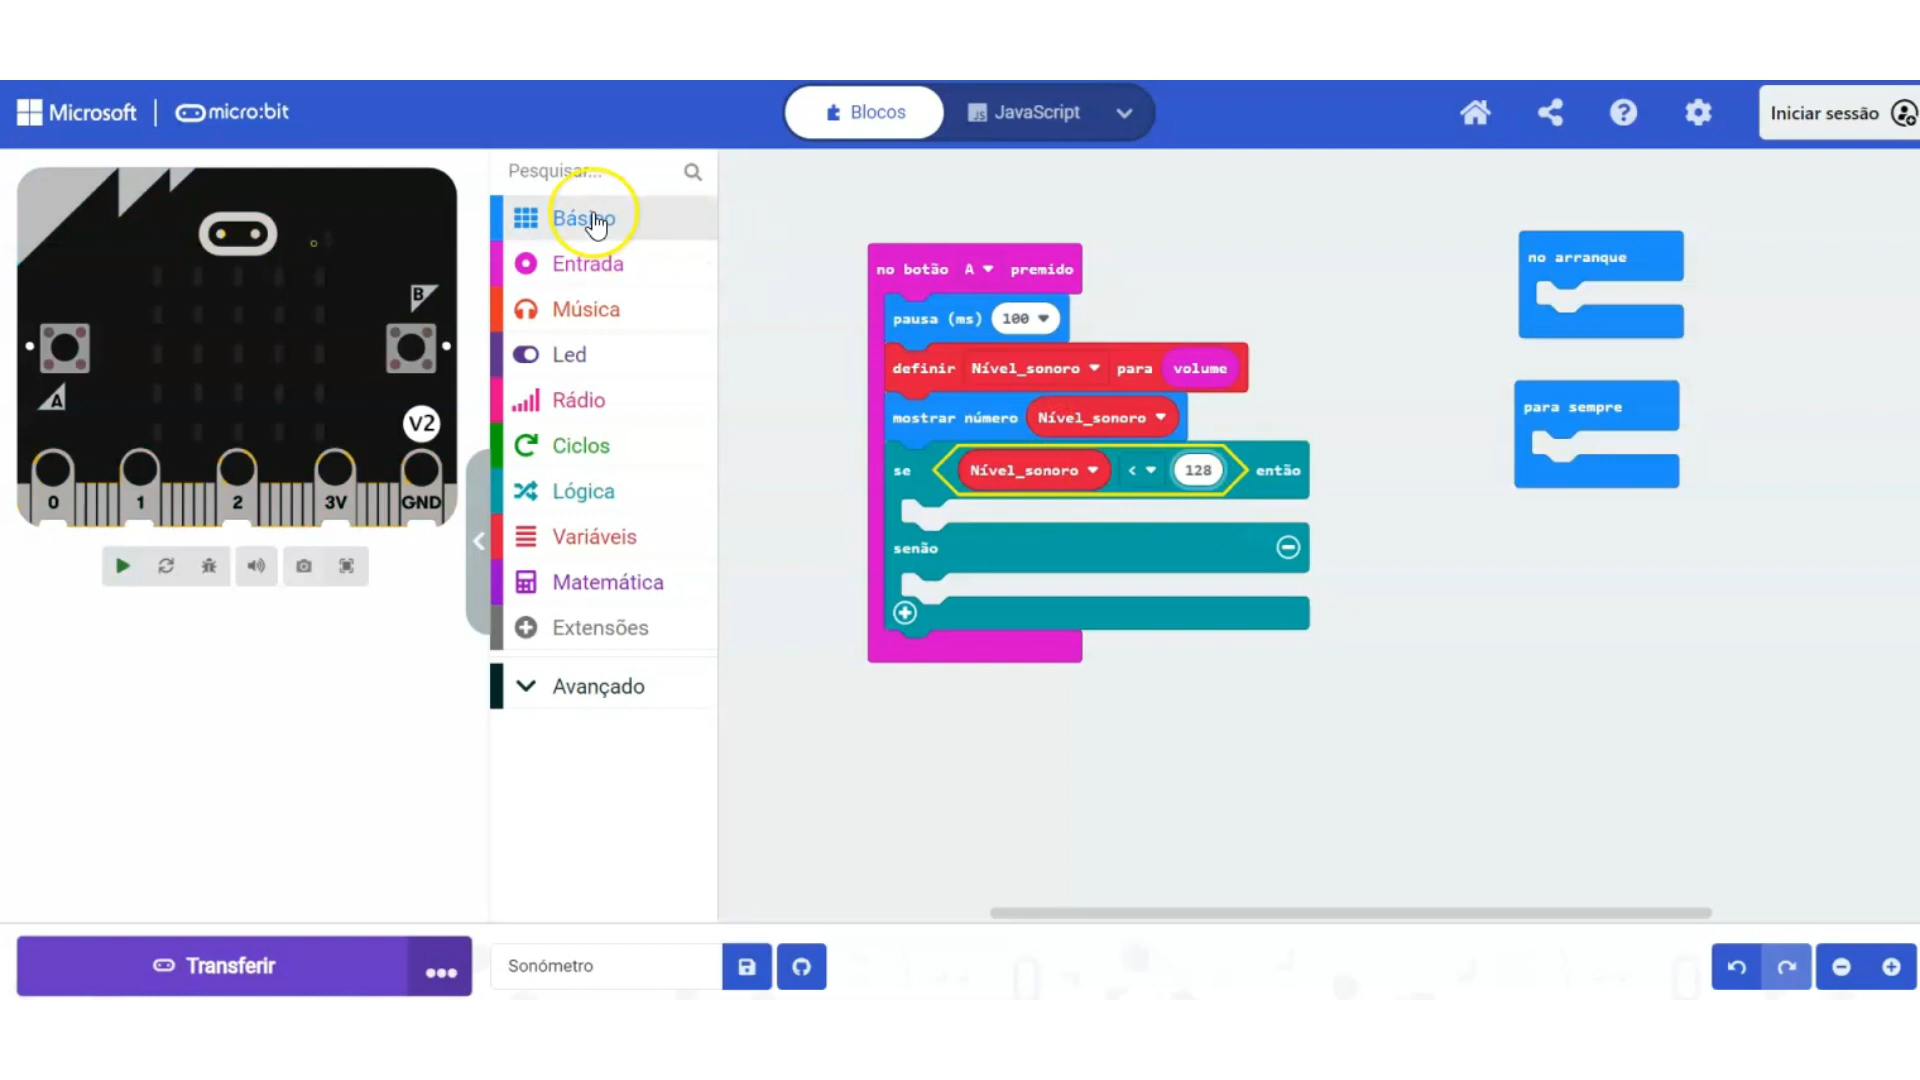 Microsoft | micro:bit
Blocos
JavaScript
Iniciar sessão
Pesquisar...
Básico
Entrada
Música
Led
Rádio
Ciclos
Lógica
Variáveis
Matemática
Extensões
Avançado
B
A
V2
0 1 2 3V GND
no botão A premido
pausa (ms) 100
definir Nível_sonoro para volume
mostrar número Nível_sonoro
se Nível_sonoro < 128 então
senão
no arranque
para sempre
Transferir
Sonómetro